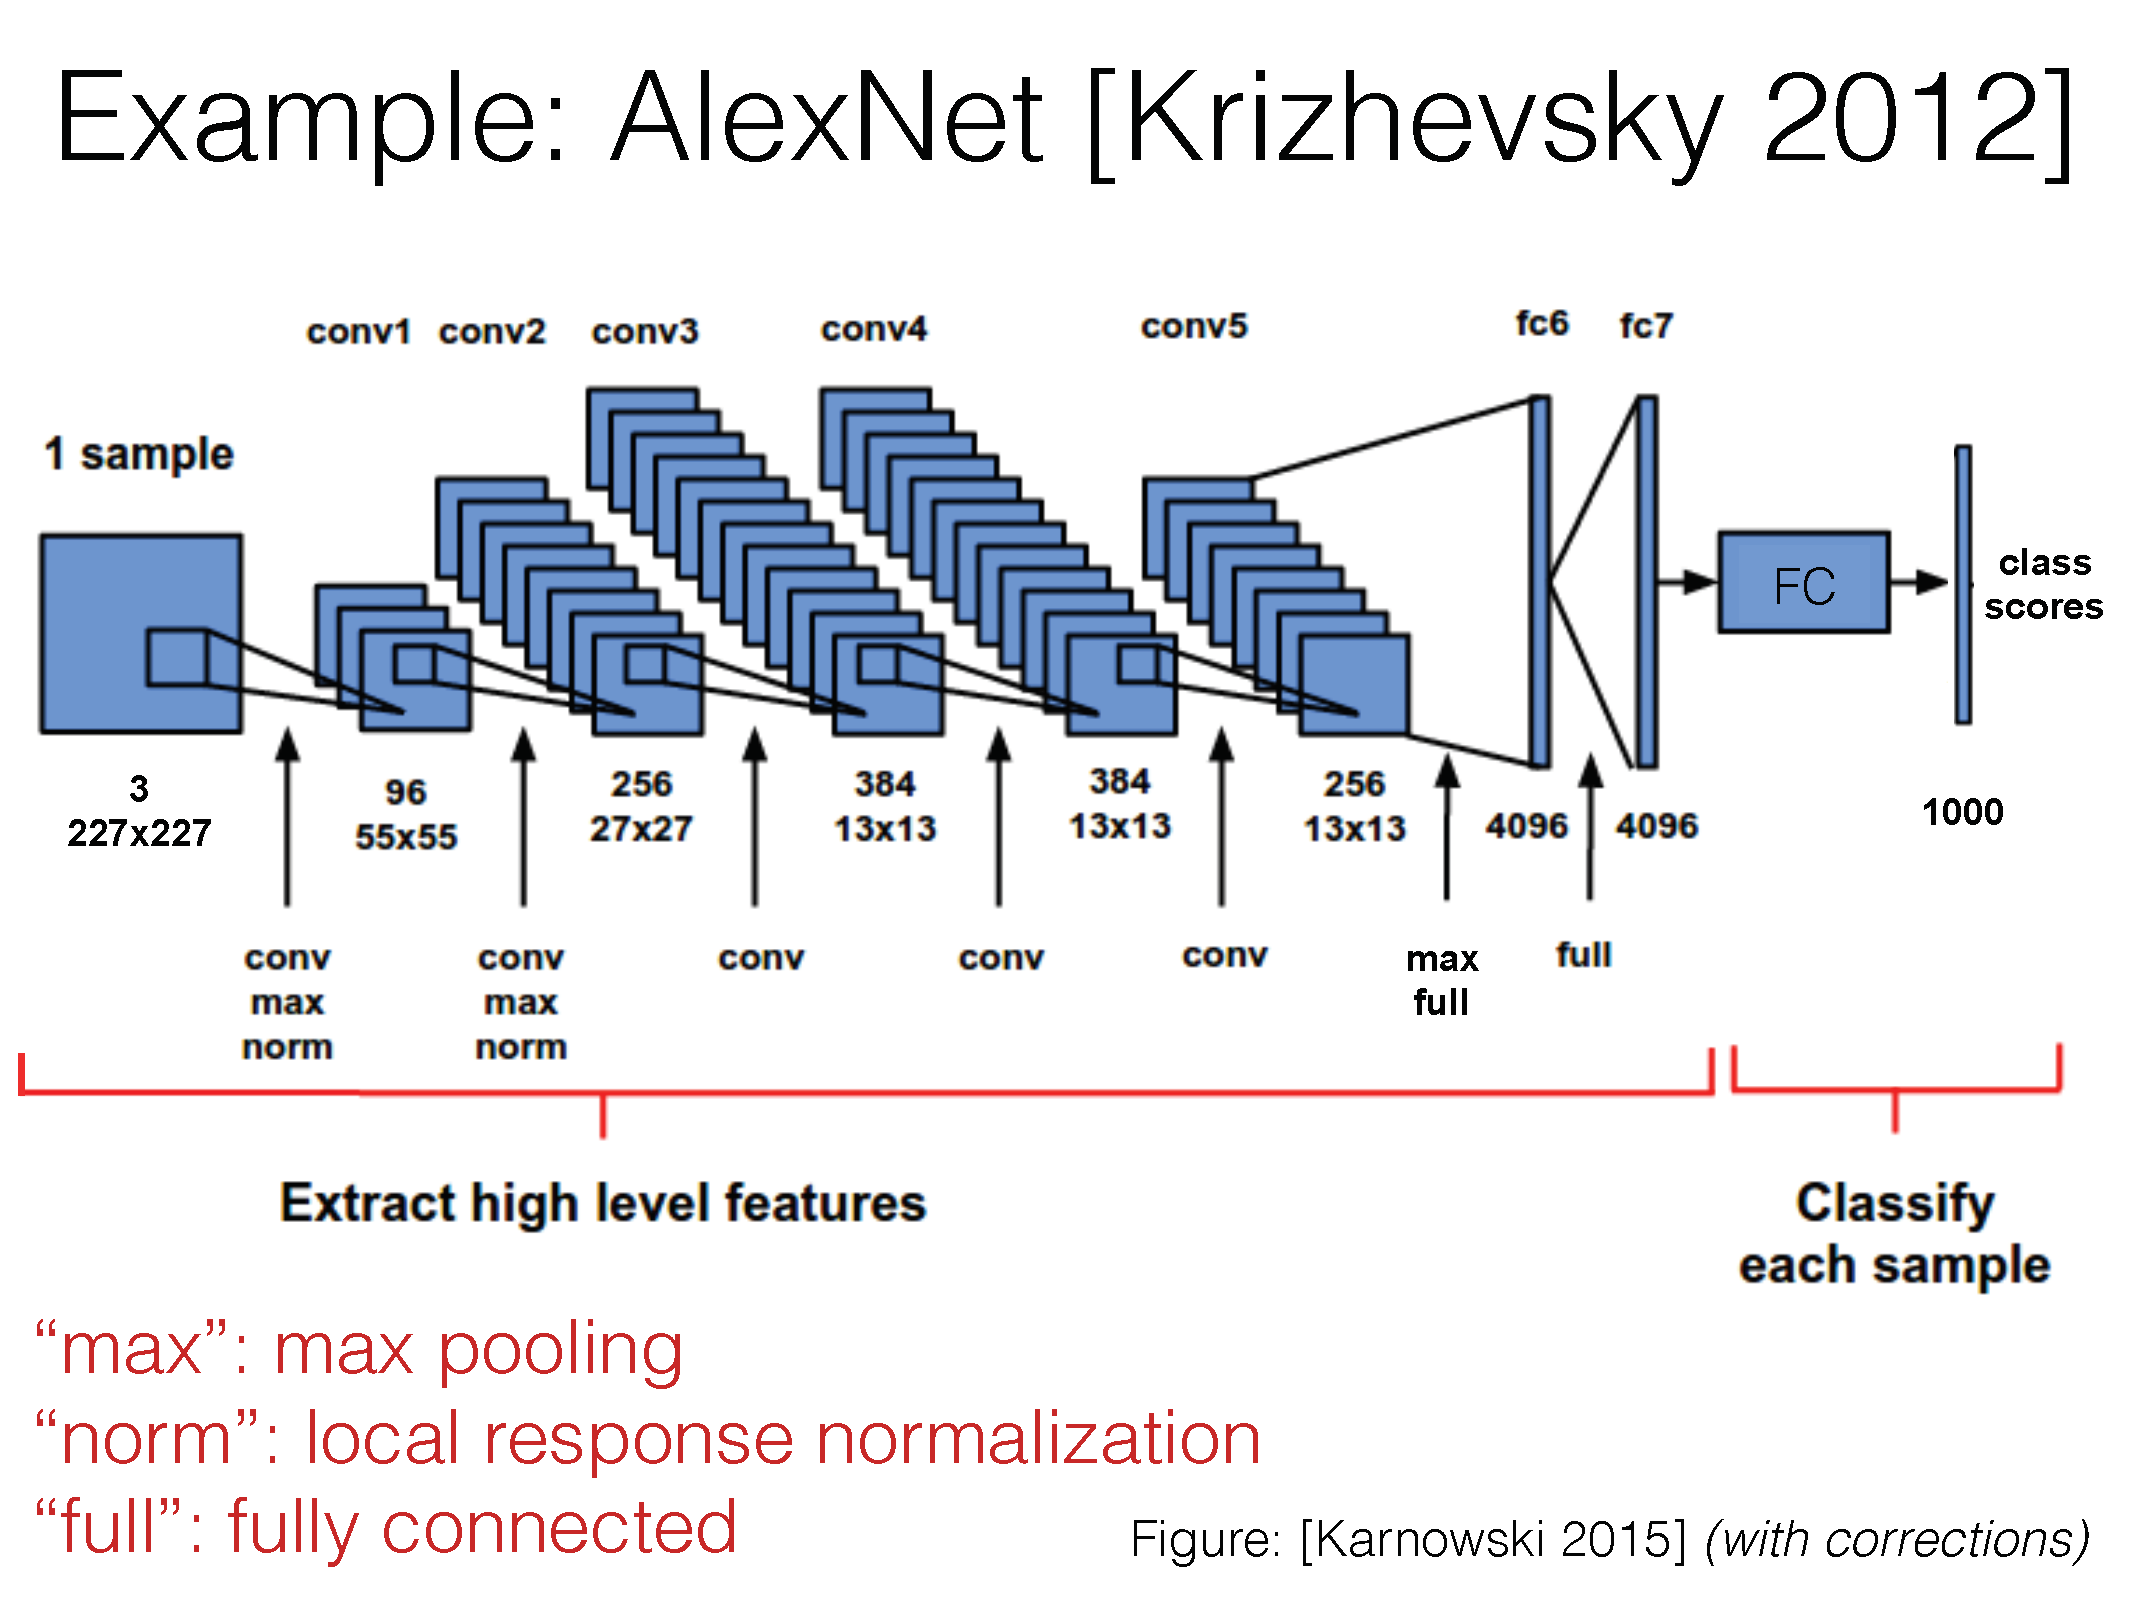 Example: AlexNet [Krizhevsky 2012]
conv1 conv2 conv3 conv4 conv5 fc6 fc7
1 sample
FC
class
scores
3
227x227
96
55x55
256
27x27
384
13x13
384
13x13
256
13x13
4096
4096
1000
conv
max
norm
conv
max
norm
conv
conv
conv
max
full
full
Extract high level features
Classify
each sample
“max”: max pooling
“norm”: local response normalization
“full”: fully connected
Figure: [Karnowski 2015] (with corrections)